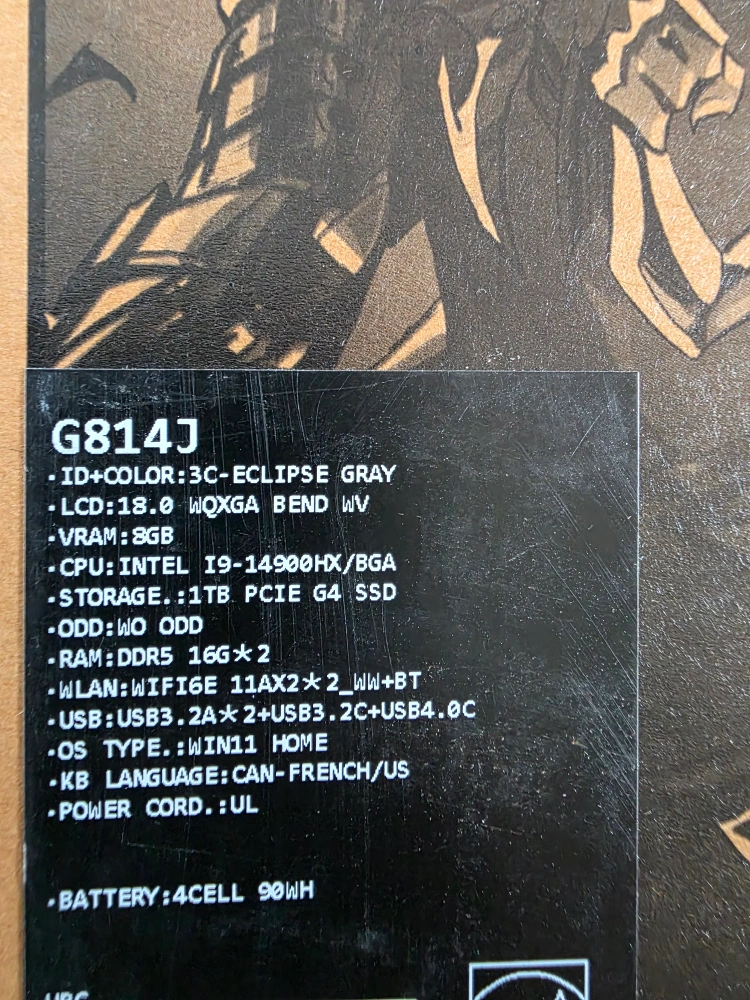 G814J
·ID+COLOR:3C-ECLIPSE GRAY
·LCD:18.0 WQXGA BEND WV
·VRAM:8GB
·CPU:INTEL I9-14900HX/BGA
·STORAGE.:1TB PCIE G4 SSD
·ODD:WO ODD
·RAM:DDR5 16G*2
·WLAN:WIFI6E 11AX2*2_WW+BT
·USB:USB3.2A*2+USB3.2C+USB4.0C
·OS TYPE.:WIN11 HOME
·KB LANGUAGE:CAN-FRENCH/US
·POWER CORD.:UL
·BATTERY:4CELL 90WH